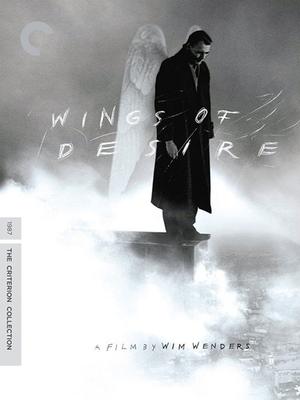 WINGS OF
DESIRE
A FILM BY WIM WENDERS
1987
THE CRITERION COLLECTION